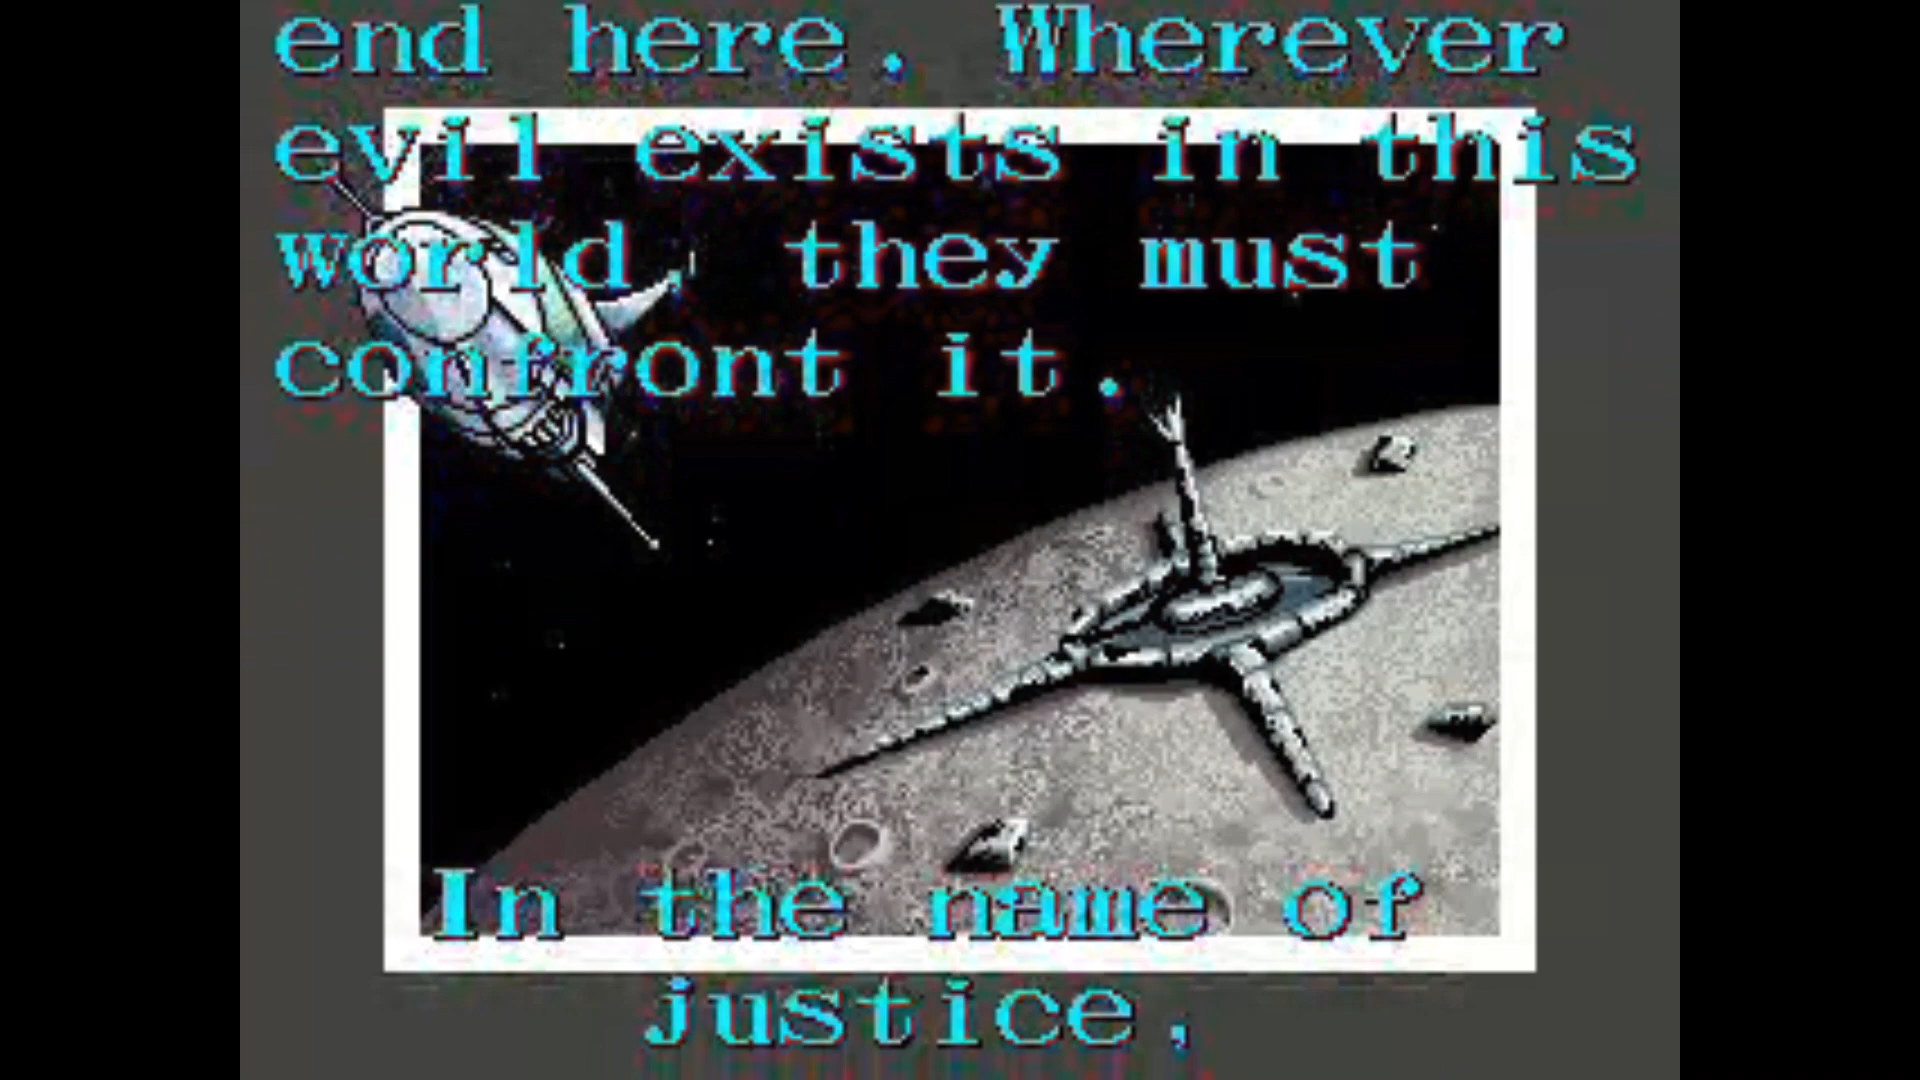 end here. Wherever
evil exists in this
world, they must
confront it.
In the name of
justice,